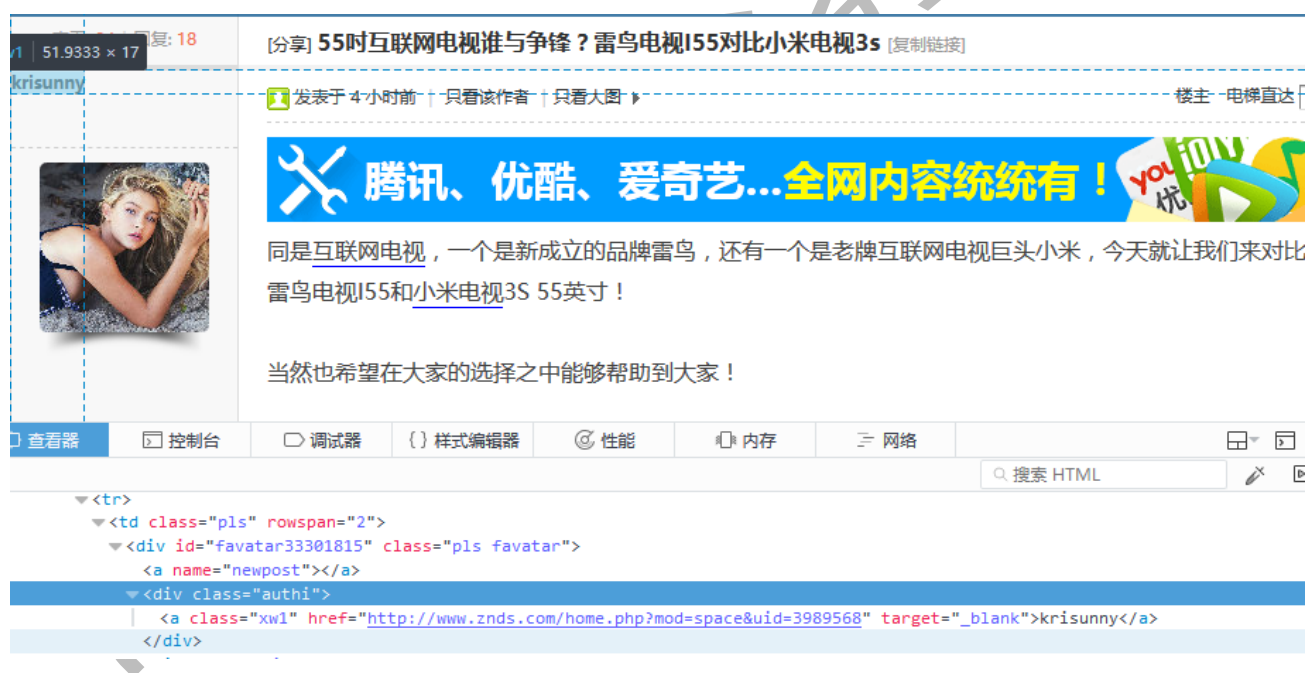 回复: 18
v1 | 51.9333 × 17
[分享] 55吋互联网电视谁与争锋？雷鸟电视I55对比小米电视3s [复制链接]
krisunny
发表于 4 小时前 | 只看该作者 | 只看大图
楼主 电梯直达
腾讯、优酷、爱奇艺...全网内容统统有！
YOU
优
同是互联网电视，一个是新成立的品牌雷鸟，还有一个是老牌互联网电视巨头小米，今天就让我们来对比
雷鸟电视I55和小米电视3S 55英寸！
当然也希望在大家的选择之中能够帮助到大家！
查看器 控制台 调试器 {} 样式编辑器 性能 内存 网络
搜索 HTML
<tr>
<td class="pls" rowspan="2">
<div id="favatar33301815" class="pls favatar">
<a name="newpost"></a>
<div class="authi">
<a class="xw1" href="http://www.znds.com/home.php?mod=space&uid=3989568" target="_blank">krisunny</a>
</div>